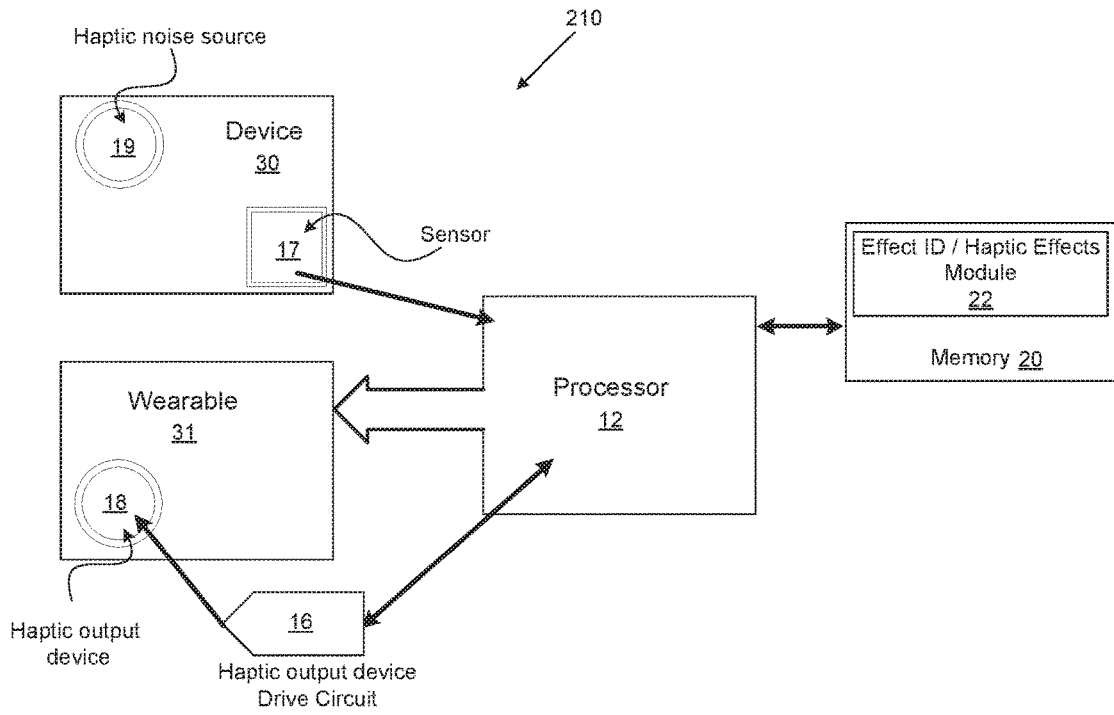 210
Haptic noise source
19
Device
30
17
Sensor
Effect ID / Haptic Effects
Module
22
Memory 20
Processor
12
Wearable
31
18
Haptic output
device
16
Haptic output device
Drive Circuit